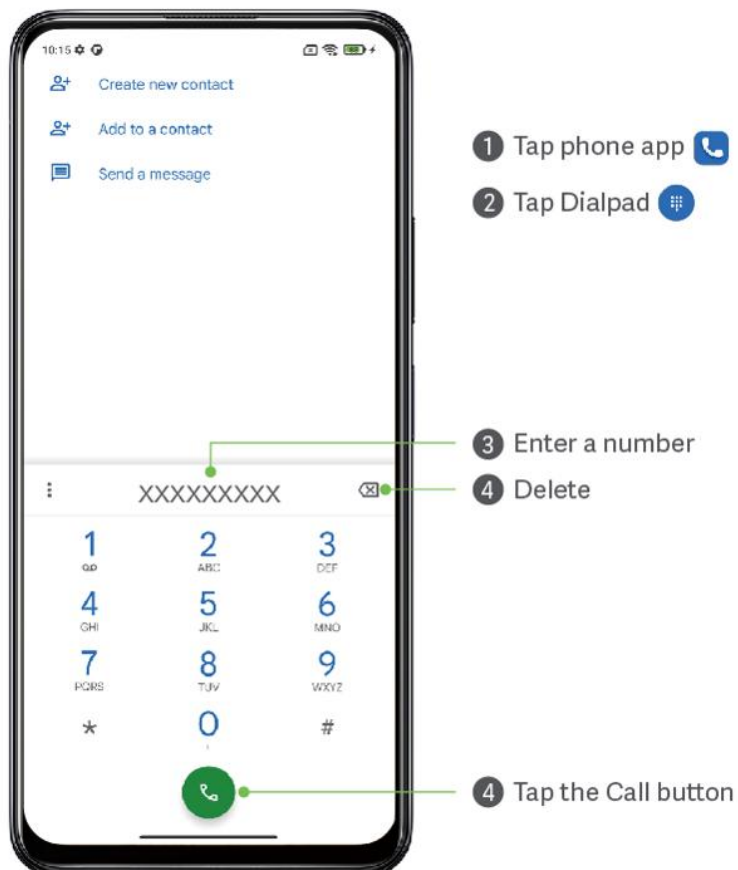 10:15
Create new contact
Add to a contact
Send a message
1 Tap phone app
2 Tap Dialpad
3 Enter a number
XXXXXXXXX
4 Delete
1 2 3
ABC DEF
4 5 6
GHI JKL MNO
7 8 9
PQRS TUV WXYZ
* 0 #
4 Tap the Call button